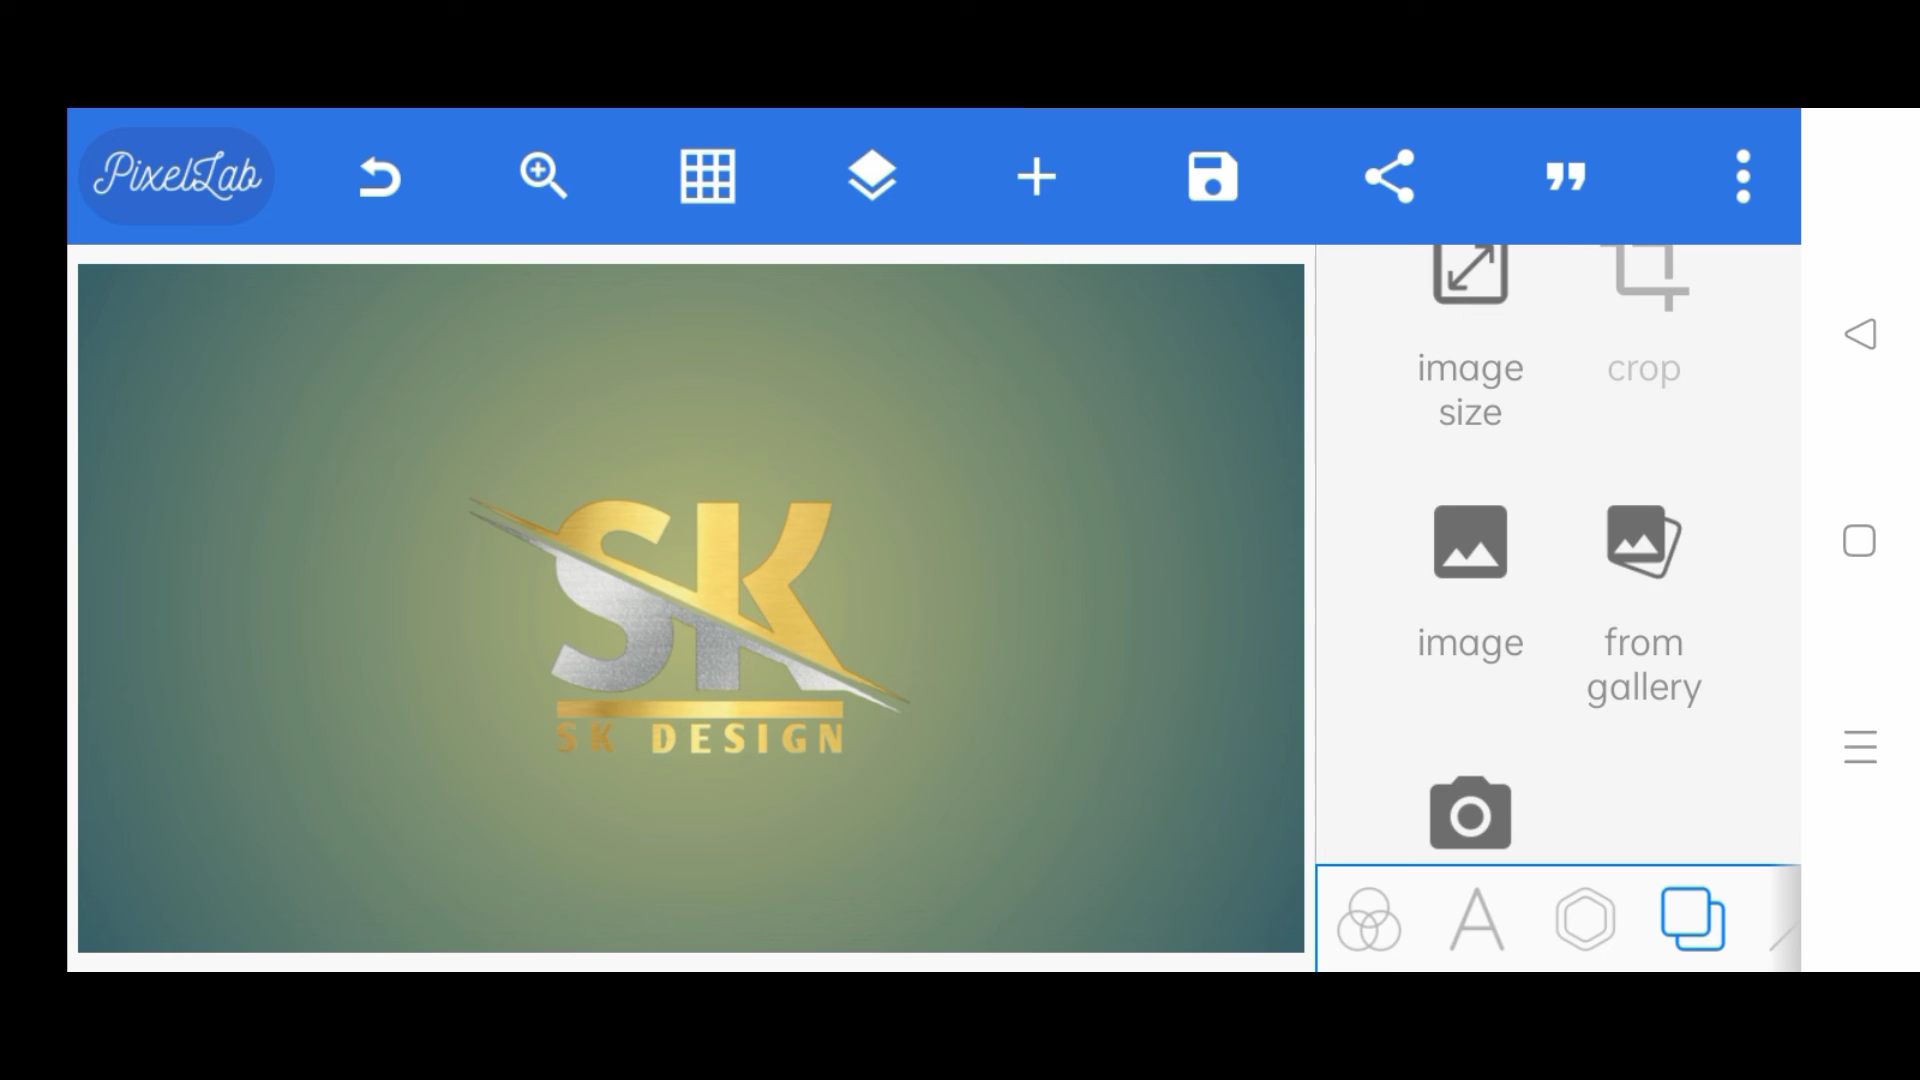 PixelLab
image
size
crop
image
from
gallery
SK
SK DESIGN